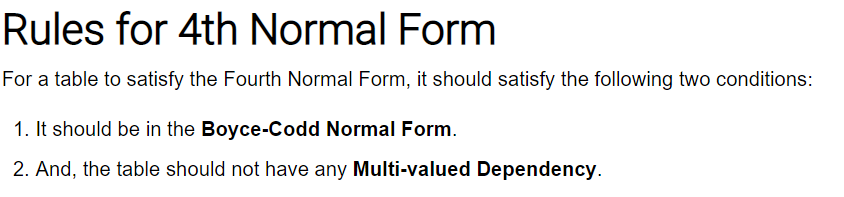 Rules for 4th Normal Form
For a table to satisfy the Fourth Normal Form, it should satisfy the following two conditions:
1. It should be in the Boyce-Codd Normal Form.
2. And, the table should not have any Multi-valued Dependency.